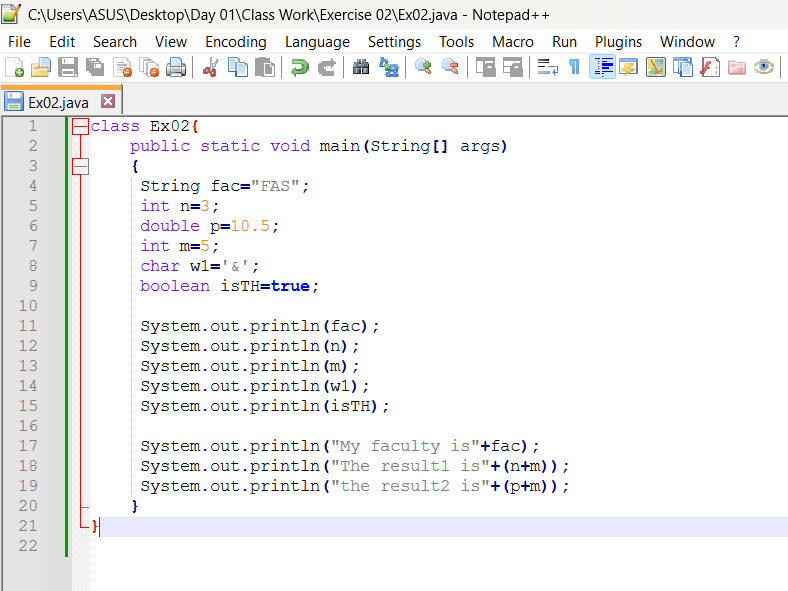 C:\Users\ASUS\Desktop\Day 01\Class Work\Exercise 02\Ex02.java - Notepad++
File Edit Search View Encoding Language Settings Tools Macro Run Plugins Window ?
Ex02.java
1 class Ex02{
2 public static void main(String[] args)
3 {
4 String fac="FAS";
5 int n=3;
6 double p=10.5;
7 int m=5;
8 char w1='&';
9 boolean isTH=true;
10
11 System.out.println(fac);
12 System.out.println(n);
13 System.out.println(m);
14 System.out.println(w1);
15 System.out.println(isTH);
16
17 System.out.println("My faculty is"+fac);
18 System.out.println("The result1 is"+(n+m));
19 System.out.println("the result2 is"+(p+m));
20 }
21 }
22